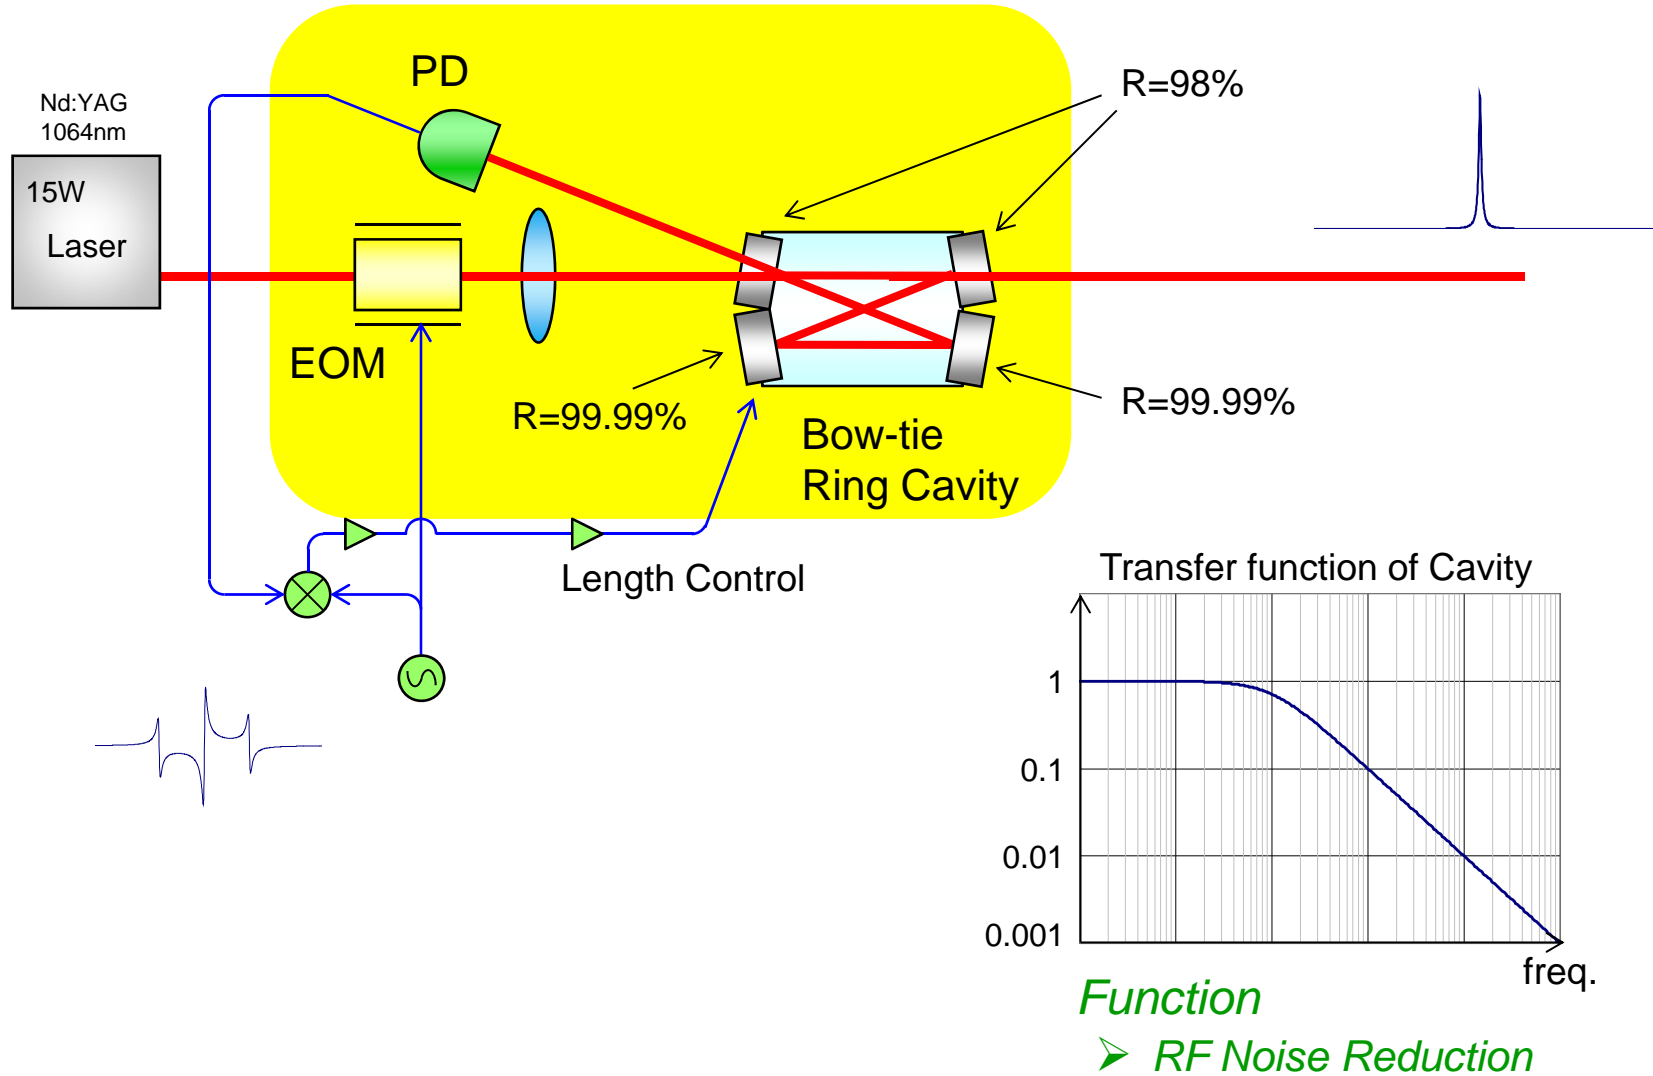 PD
R=98%
Nd:YAG
1064nm
15W
Laser
EOM
R=99.99%
R=99.99%
Bow-tie
Ring Cavity
Length Control
Transfer function of Cavity
1
0.1
0.01
0.001
freq.
Function
➢ RF Noise Reduction